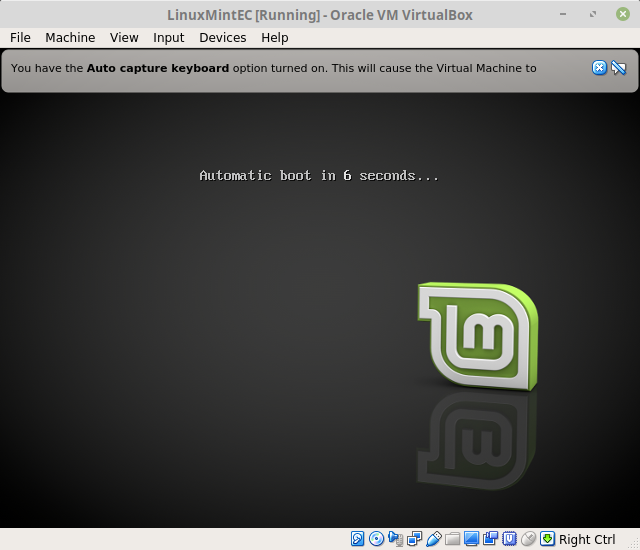 LinuxMintEC [Running] - Oracle VM VirtualBox
File Machine View Input Devices Help
You have the Auto capture keyboard option turned on. This will cause the Virtual Machine to
Automatic boot in 6 seconds...
lm
Right Ctrl